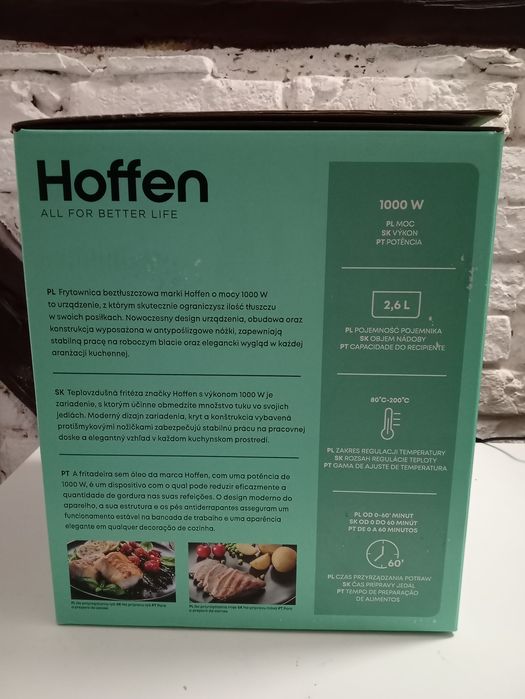 Hoffen
ALL FOR BETTER LIFE
PL Frytownica beztłuszczowa marki Hoffen o mocy 1000 W
to urządzenie, z którym skutecznie ograniczysz ilość tłuszczu
w swoich posiłkach. Nowoczesny design urządzenia, obudowa oraz
konstrukcja wyposażona w antypoślizgowe nóżki, zapewniają
stabilną pracę na roboczym blacie oraz elegancki wygląd w każdej
aranżacji kuchennej.
SK Teplovzdušná fritéza značky Hoffen s výkonom 1000 W je
zariadenie, s ktorým účinne obmedzíte množstvo tuku vo svojich
jedlách. Moderný dizajn zariadenia, kryt a konštrukcia vybavená
protišmykovými nožičkami zabezpečujú stabilnú prácu na pracovnej
doske a elegantný vzhľad v každom kuchynskom prostredí.
PT A fritadeira sem óleo da marca Hoffen, com uma potência de
1000 W, é um dispositivo com o qual pode reduzir eficazmente a
quantidade de gordura nas suas refeições. O design moderno do
aparelho, a sua estrutura e os pés antiderrapantes asseguram um
funcionamento estável na bancada de trabalho e uma aparência
elegante em qualquer decoração de cozinha.
1000 W
PL MOC
SK VÝKON
PT POTÊNCIA
2,6 L
PL POJEMNOŚĆ POJEMNIKA
SK OBJEM NÁDOBY
PT CAPACIDADE DO RECIPIENTE
80°C-200°C
PL ZAKRES REGULACJI TEMPERATURY
SK ROZSAH REGULÁCIE TEPLOTY
PT GAMA DE AJUSTE DE TEMPERATURA
PL OD 0-60' MINUT
SK OD 0 DO 60 MINÚT
PT DE 0 A 60 MINUTOS
60'
PL CZAS PRZYRZĄDZANIA POTRAW
SK ČAS PRÍPRAVY JEDÁL
PT TEMPO DE PREPARAÇÃO
DE ALIMENTOS